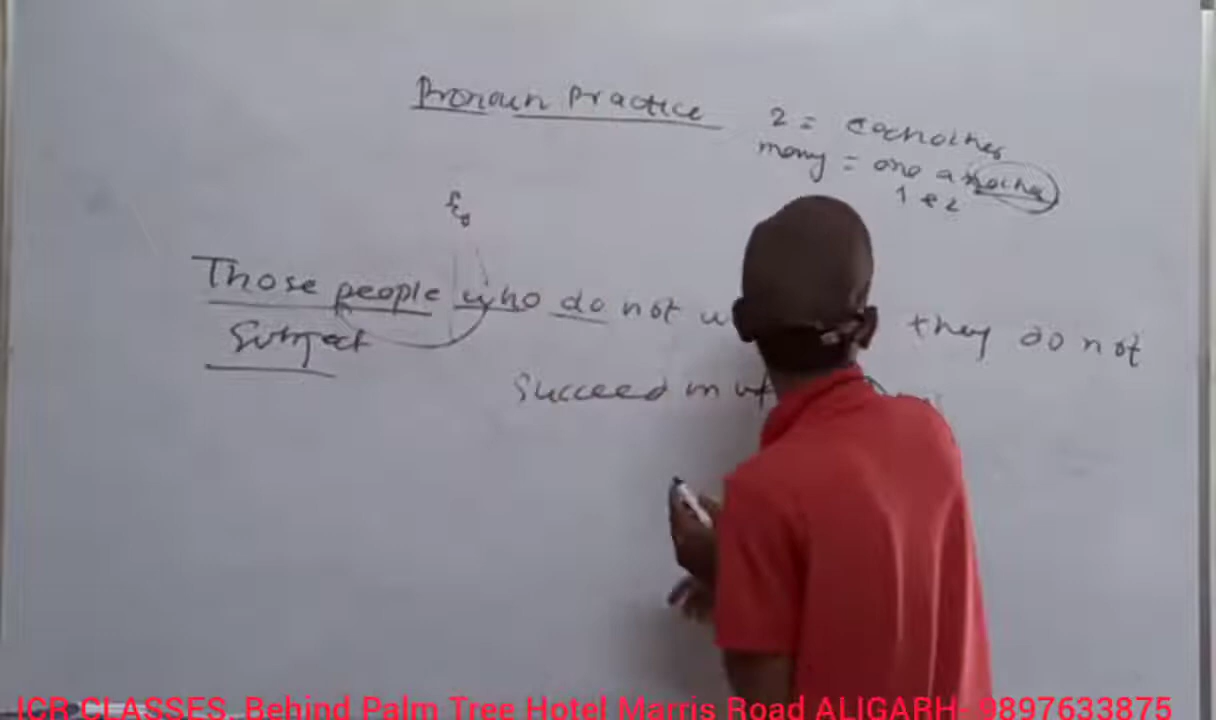 Pronoun Practice
2 = eachother
many = one another
1 2
Those people who do not they do not
Subject
succeed in
ICR CLASSES, Behind Palm Tree Hotel Marris Road ALIGARH- 9897633875